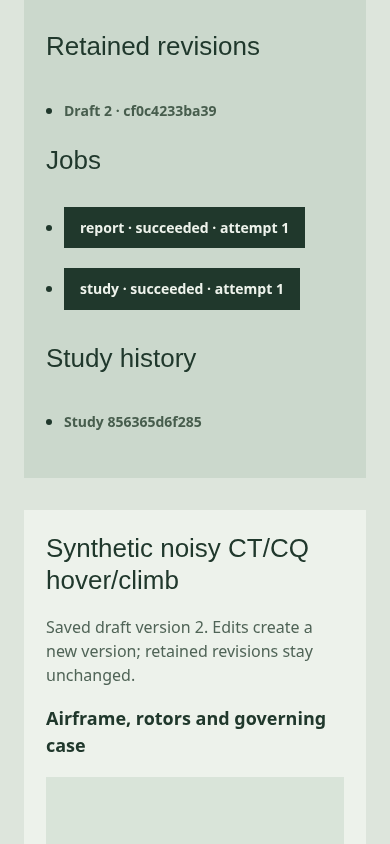 Retained revisions
Draft 2 · cf0c4233ba39
Jobs
report · succeeded · attempt 1
study · succeeded · attempt 1
Study history
Study 856365d6f285
Synthetic noisy CT/CQ
hover/climb
Saved draft version 2. Edits create a
new version; retained revisions stay
unchanged.
Airframe, rotors and governing
case